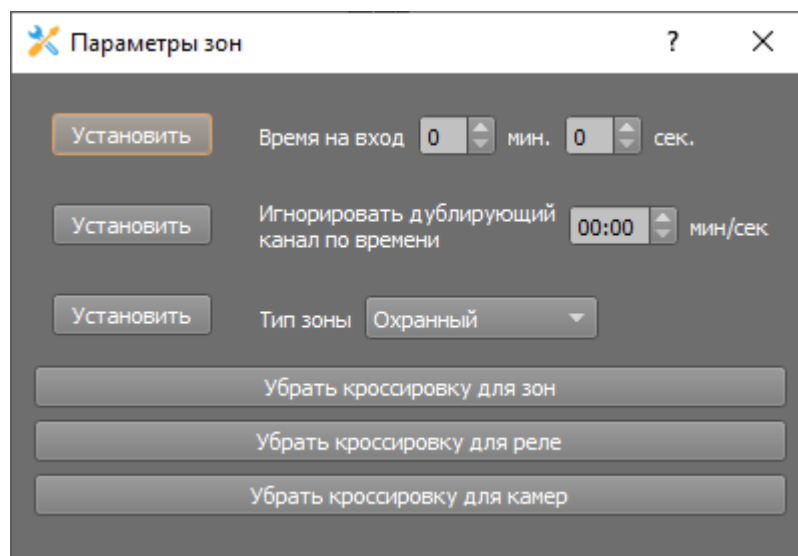 Параметры зон ?
Установить Время на вход 0 мин. 0 сек.
Установить Игнорировать дублирующий
канал по времени 00:00 мин/сек
Установить Тип зоны Охранный
Убрать кроссировку для зон
Убрать кроссировку для реле
Убрать кроссировку для камер